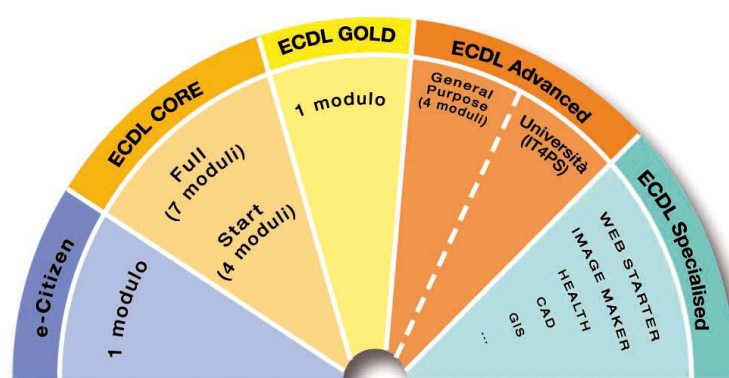 e-Citizen
1 modulo
ECDL CORE
Full
(7 moduli)
Start
(4 moduli)
ECDL GOLD
1 modulo
ECDL Advanced
General
Purpose
(4 moduli)
Università
(IT4PS)
ECDL Specialised
WEB STARTER
IMAGE MAKER
HEALTH
CAD
GIS
...